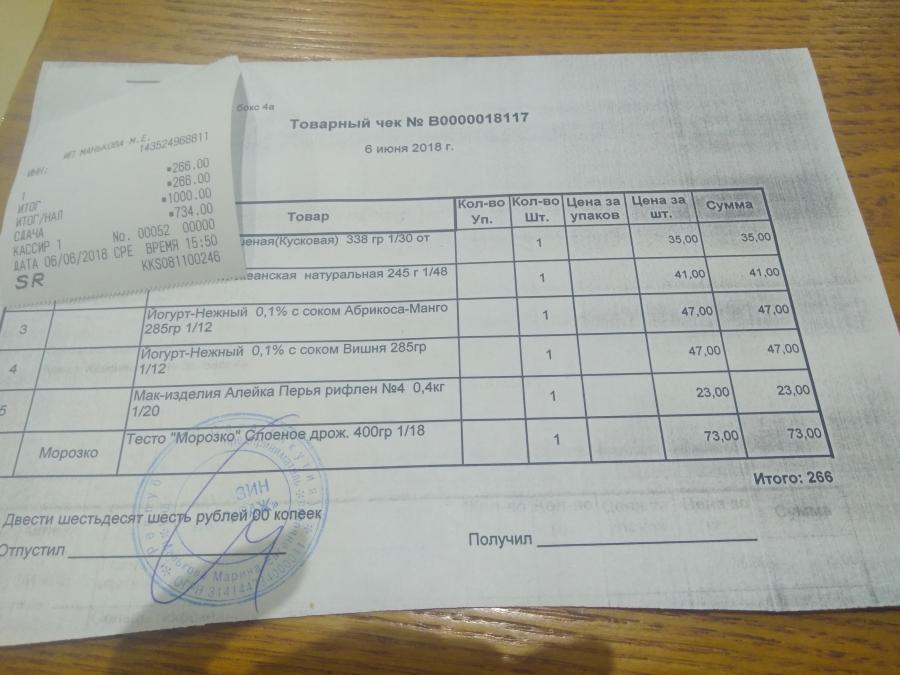 бокс 4а
Товарный чек № В0000018117
6 июня 2018 г.
ИП МАНЬКОВА М.Е.
ИНН: 143524968811
1 =266.00
ИТОГ =266.00
ИТОГ/НАЛ =1000.00
СДАЧА =734.00
КАССИР 1 No. 00052 00000
ДАТА 06/06/2018 СРЕ ВРЕМЯ 15:50
SR KKS081100246
Товар Кол-во Уп. Кол-во Шт. Цена за упаков Цена за шт. Сумма
еная(Кусковая) 338 гр 1/30 от 1 35,00 35,00
еанская натуральная 245 г 1/48 1 41,00 41,00
3 Йогурт-Нежный 0,1% с соком Абрикоса-Манго 1 47,00 47,00
285гр 1/12
4 Йогурт-Нежный 0,1% с соком Вишня 285гр 1 47,00 47,00
1/12
5 Мак-изделия Алейка Перья рифлен №4 0,4кг 1 23,00 23,00
1/20
Морозко Тесто "Морозко" Слоеное дрож. 400гр 1/18 1 73,00 73,00
Итого: 266
Двести шестьдесят шесть рублей 00 копеек
Отпустил
Получил